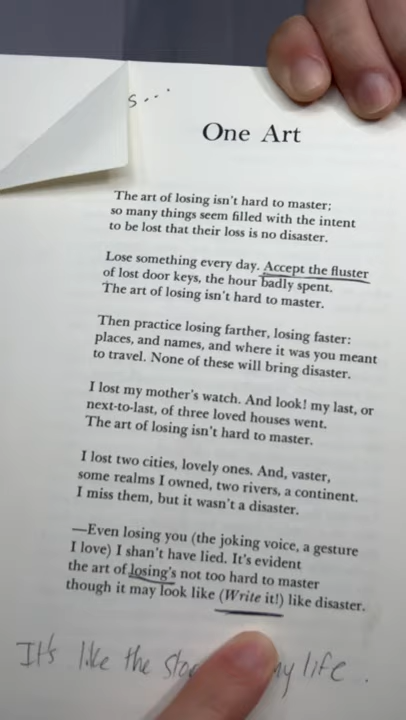 s...
One Art
The art of losing isn't hard to master;
so many things seem filled with the intent
to be lost that their loss is no disaster.
Lose something every day. Accept the fluster
of lost door keys, the hour badly spent.
The art of losing isn't hard to master.
Then practice losing farther, losing faster:
places, and names, and where it was you meant
to travel. None of these will bring disaster.
I lost my mother's watch. And look! my last, or
next-to-last, of three loved houses went.
The art of losing isn't hard to master.
I lost two cities, lovely ones. And, vaster,
some realms I owned, two rivers, a continent.
I miss them, but it wasn't a disaster.
—Even losing you (the joking voice, a gesture
I love) I shan't have lied. It's evident
the art of losing's not too hard to master
though it may look like (Write it!) like disaster.
It's like the my life.